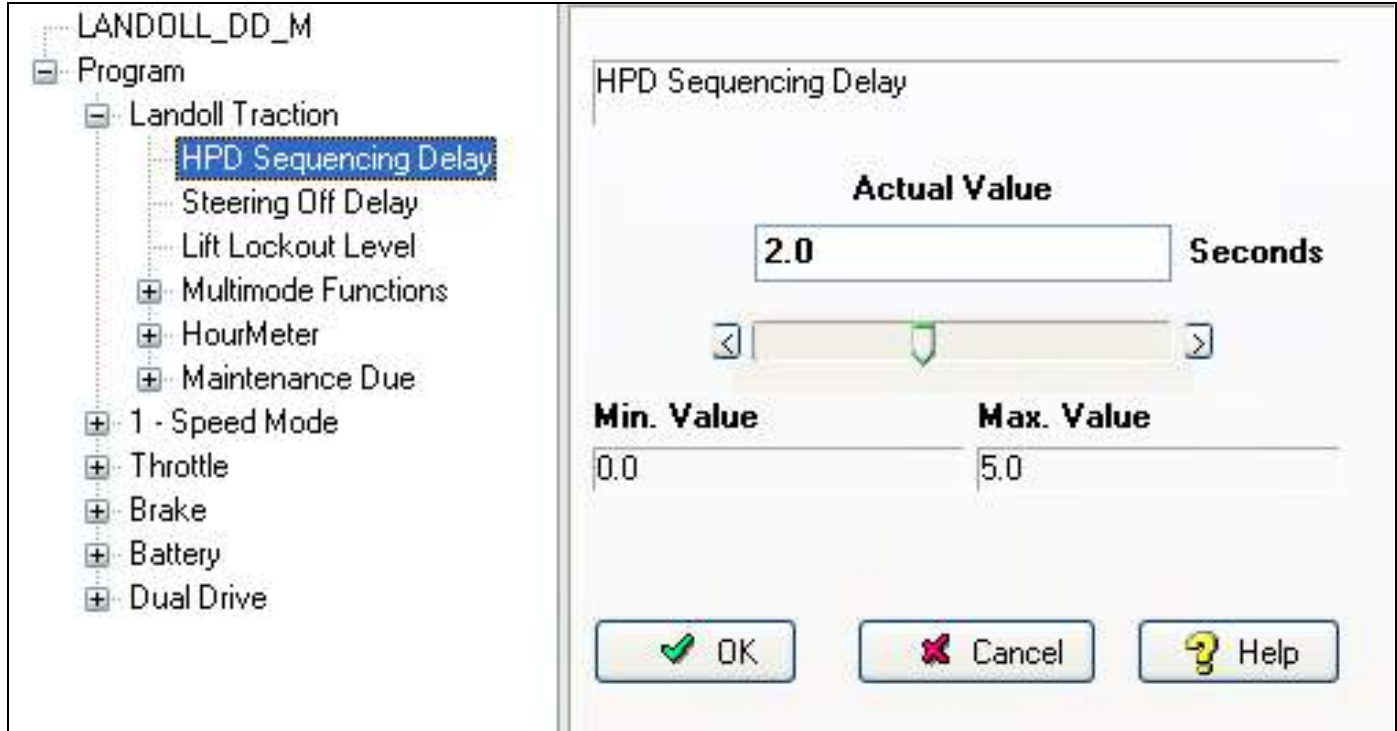 LANDOLL_DD_M
Program
Landoll Traction
HPD Sequencing Delay
Steering Off Delay
Lift Lockout Level
Multimode Functions
HourMeter
Maintenance Due
1 - Speed Mode
Throttle
Brake
Battery
Dual Drive
HPD Sequencing Delay
Actual Value
2.0 Seconds
Min. Value Max. Value
0.0 5.0
OK Cancel Help